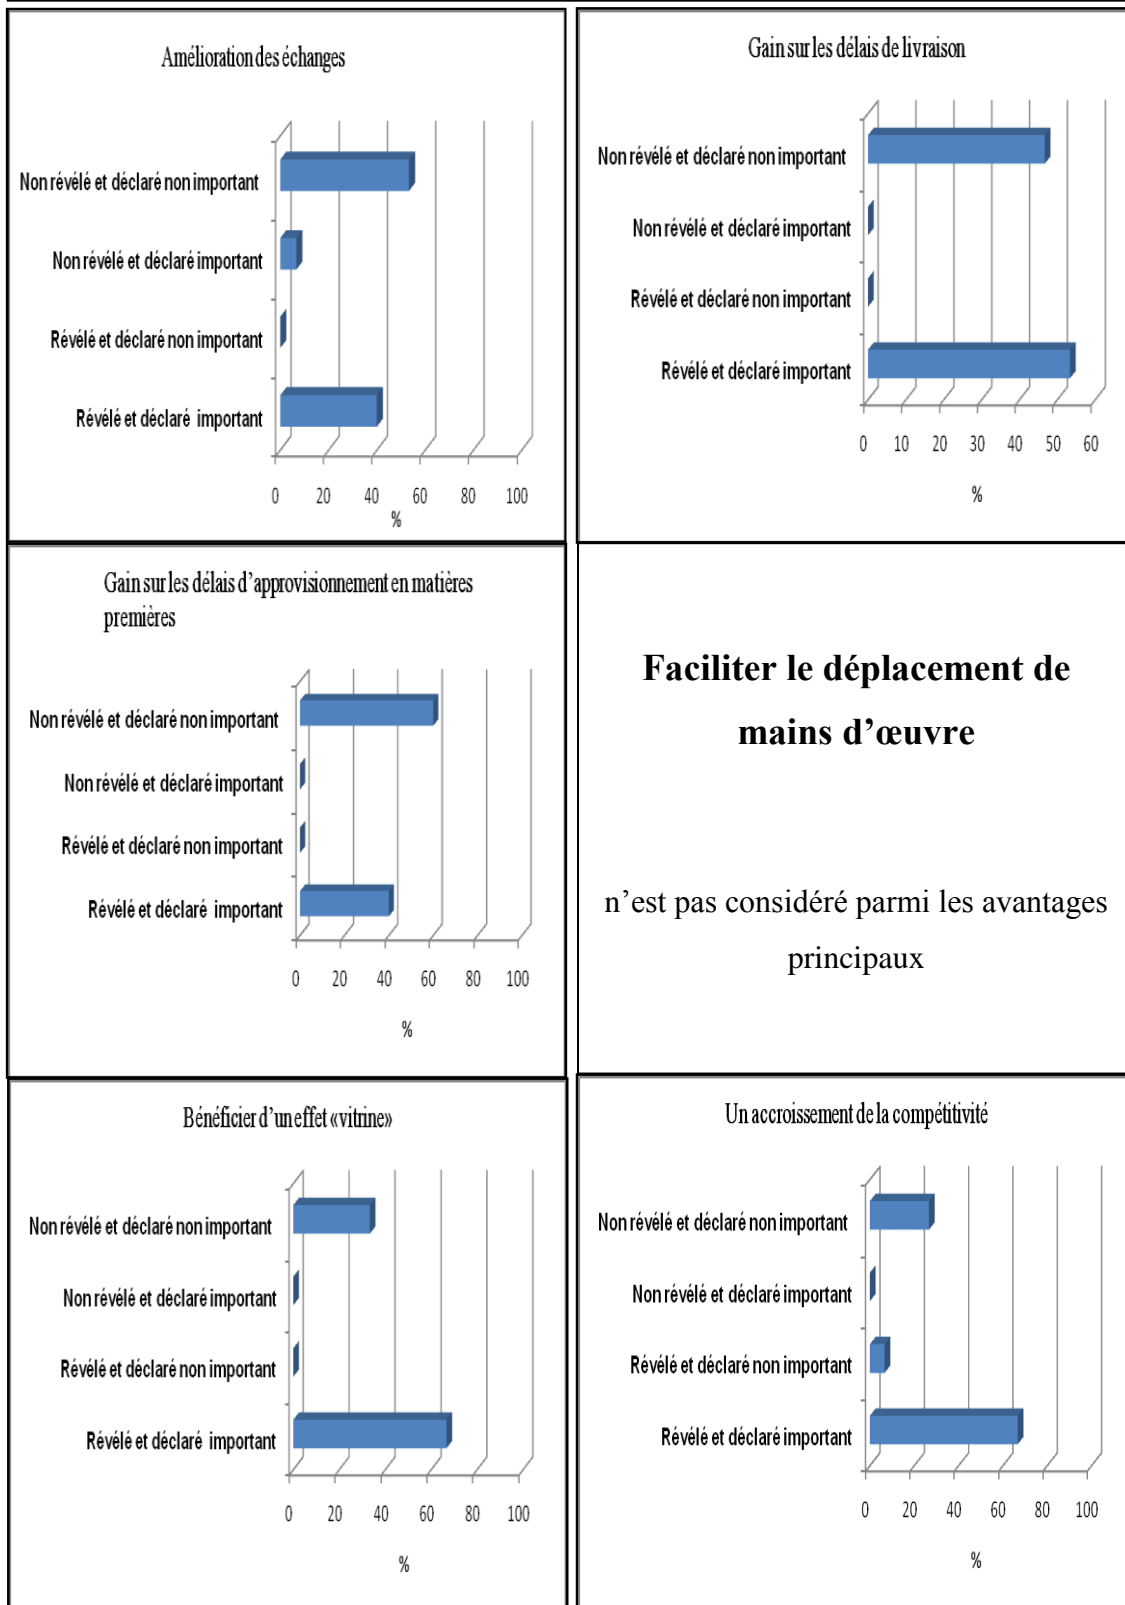 Amélioration des échanges
Non révélé et déclaré non important
Non révélé et déclaré important
Révélé et déclaré non important
Révélé et déclaré important
0 20 40 60 80 100
%
Gain sur les délais de livraison
Non révélé et déclaré non important
Non révélé et déclaré important
Révélé et déclaré non important
Révélé et déclaré important
0 10 20 30 40 50 60
%
Gain sur les délais d’approvisionnement en matières
premières
Non révélé et déclaré non important
Non révélé et déclaré important
Révélé et déclaré non important
Révélé et déclaré important
0 20 40 60 80 100
%
Faciliter le déplacement de
mains d’œuvre
n’est pas considéré parmi les avantages
principaux
Bénéficier d’un effet «vitrine»
Non révélé et déclaré non important
Non révélé et déclaré important
Révélé et déclaré non important
Révélé et déclaré important
0 20 40 60 80 100
%
Un accroissement de la compétitivité
Non révélé et déclaré non important
Non révélé et déclaré important
Révélé et déclaré non important
Révélé et déclaré important
0 20 40 60 80 100
%